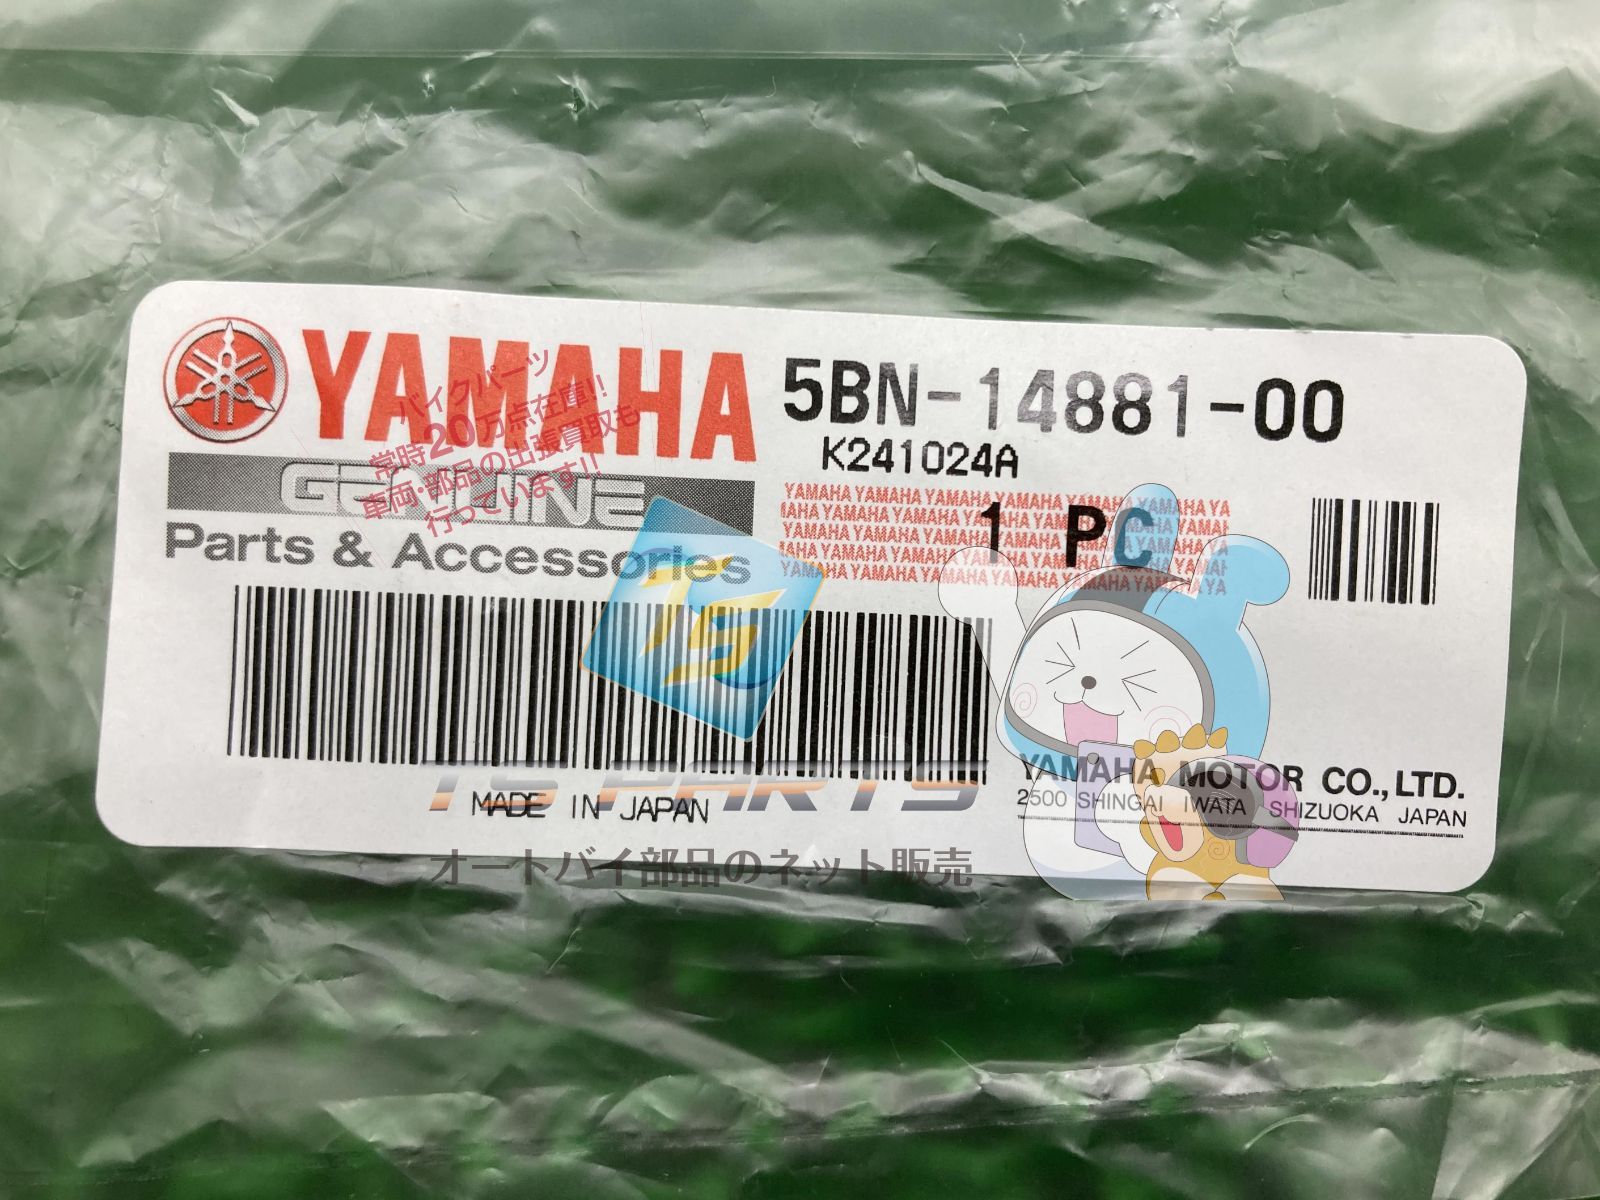 YAMAHA 5BN-14881-00
K241024A
GENUINE
Parts & Accessories
1 PC
YAMAHA YAMAHA YAMAHA YAMAHA YAMAHA YAMAHA YA
バイクパーツ
常時20万点在庫!!
車両・部品の出張買取も
行っています!!
TS
TS PARTS
MADE IN JAPAN
オートバイ部品のネット販売
YAMAHA MOTOR CO., LTD.
2500 SHINGAI IWATA SHIZUOKA JAPAN